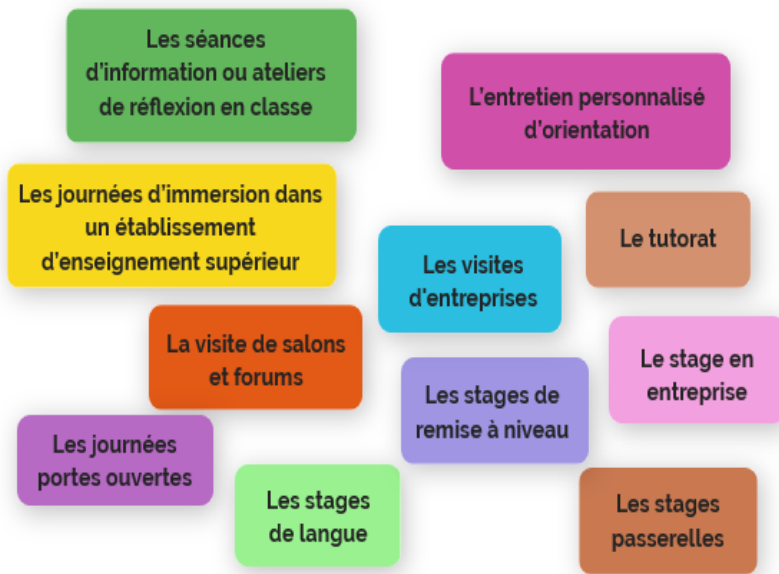 Les séances
d'information ou ateliers
de réflexion en classe
L'entretien personnalisé
d'orientation
Les journées d'immersion dans
un établissement
d'enseignement supérieur
Le tutorat
Les visites
d'entreprises
La visite de salons
et forums
Le stage en
entreprise
Les stages de
remise à niveau
Les journées
portes ouvertes
Les stages
de langue
Les stages
passerelles